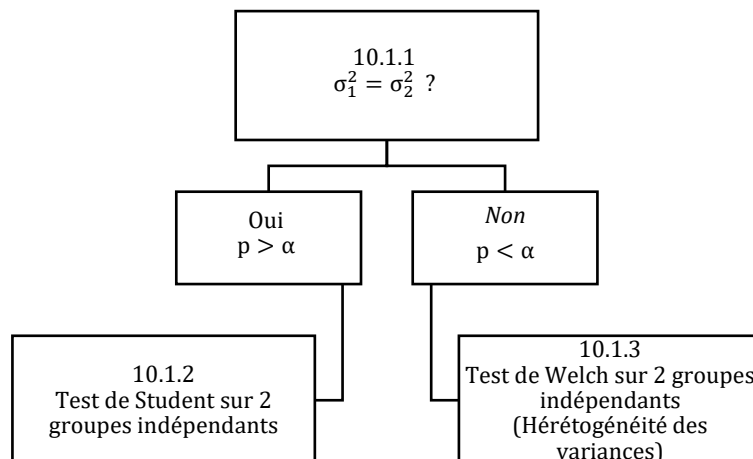 10.1.1
σ₁² = σ₂² ?
Oui
p > α
Non
p < α
10.1.2
Test de Student sur 2
groupes indépendants
10.1.3
Test de Welch sur 2 groupes
indépendants
(Hérétogénéité des
variances)